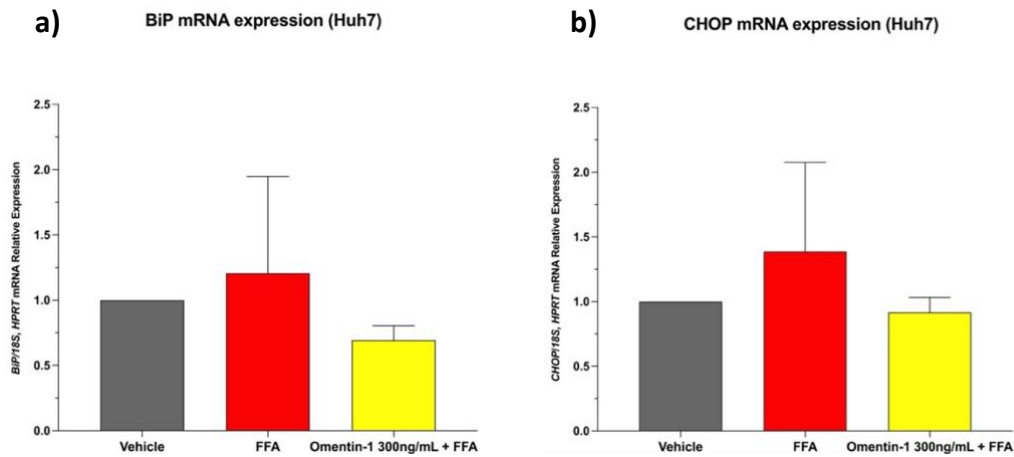 a)
BiP mRNA expression (Huh7)
BiP/18S, HPRT mRNA Relative Expression
2.5
2.0
1.5
1.0
0.5
0.0
Vehicle
FFA
Omentin-1 300ng/mL + FFA
b)
CHOP mRNA expression (Huh7)
CHOP/18S, HPRT mRNA Relative Expression
2.5
2.0
1.5
1.0
0.5
0.0
Vehicle
FFA
Omentin-1 300ng/mL + FFA